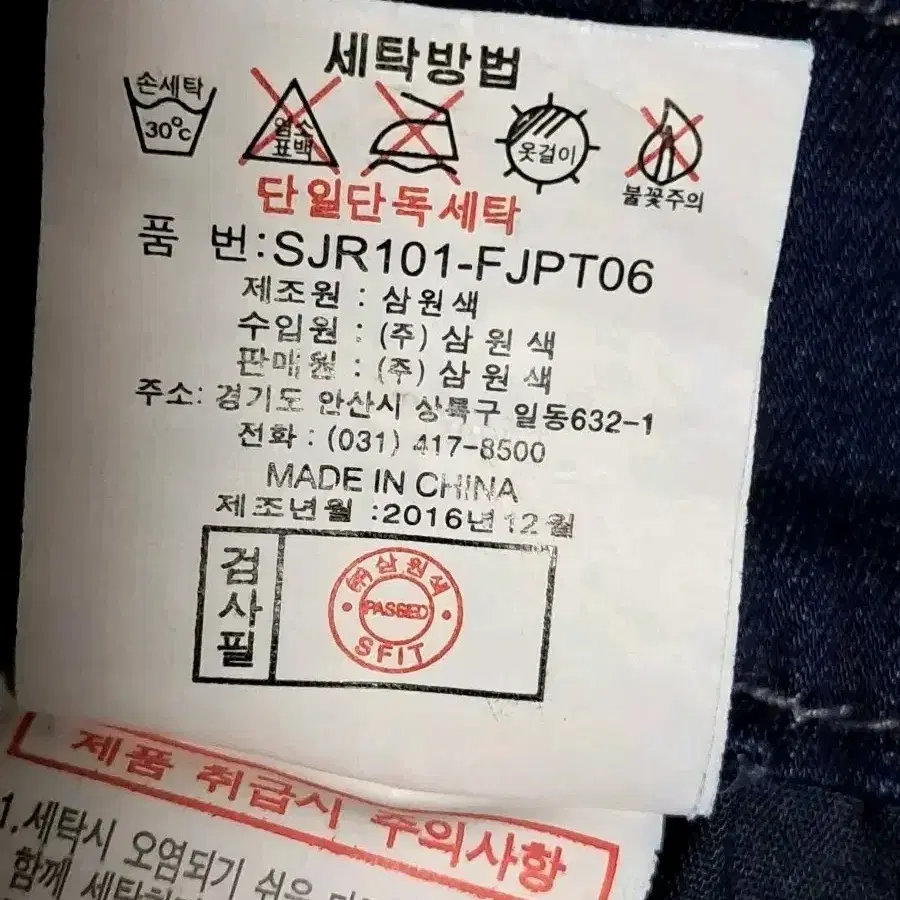 세탁방법
손세탁
30°c
염소
표백
옷걸이
불꽃주의
단일단독세탁
품 번:SJR101-FJPT06
제조원 : 삼원색
수입원 : (주) 삼원색
판매원 : (주) 삼원색
주소: 경기도 안산시 상록구 일동632-1
전화 : (031) 417-8500
MADE IN CHINA
제조년월 :2016년 12월
검사필
㈜삼원색
PASSED
SFIT
제품 취급시 주의사항
1.세탁시 오염되기 쉬운
함께 세탁하